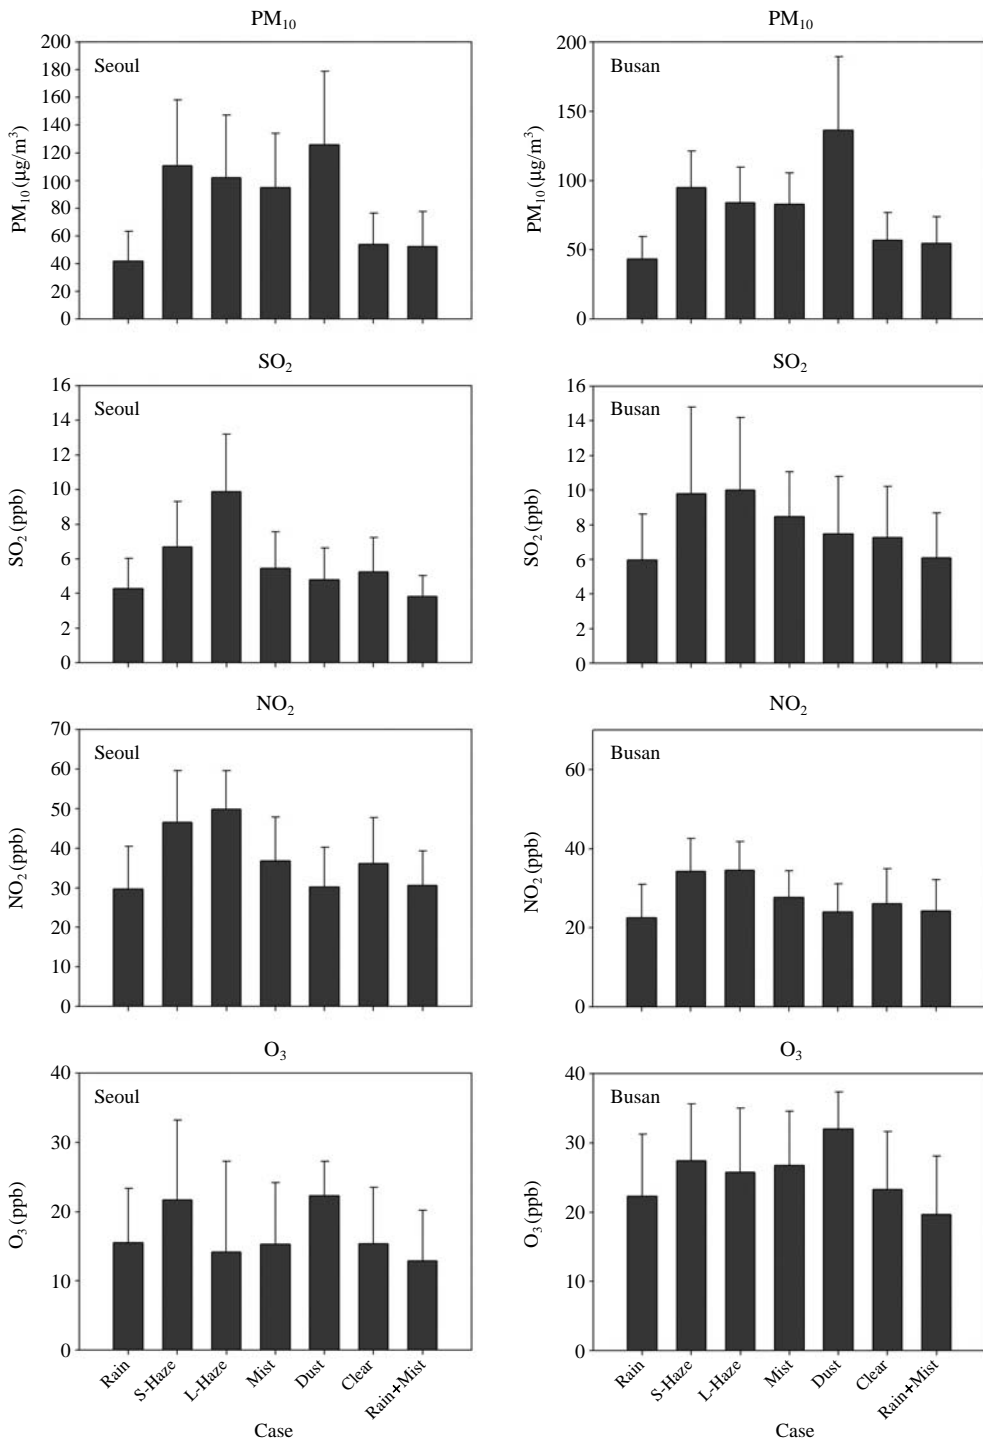 PM₁₀
Seoul
PM₁₀ (µg/m³)
200
180
160
140
120
100
80
60
40
20
0
PM₁₀
Busan
PM₁₀ (µg/m³)
200
150
100
50
0
SO₂
Seoul
SO₂ (ppb)
16
14
12
10
8
6
4
2
0
SO₂
Busan
SO₂ (ppb)
16
14
12
10
8
6
4
2
0
NO₂
Seoul
NO₂ (ppb)
70
60
50
40
30
20
10
0
NO₂
Busan
NO₂ (ppb)
60
40
20
0
O₃
Seoul
O₃ (ppb)
40
30
20
10
0
Rain
S-Haze
L-Haze
Mist
Dust
Clear
Rain+Mist
Case
O₃
Busan
O₃ (ppb)
40
30
20
10
0
Rain
S-Haze
L-Haze
Mist
Dust
Clear
Rain+Mist
Case